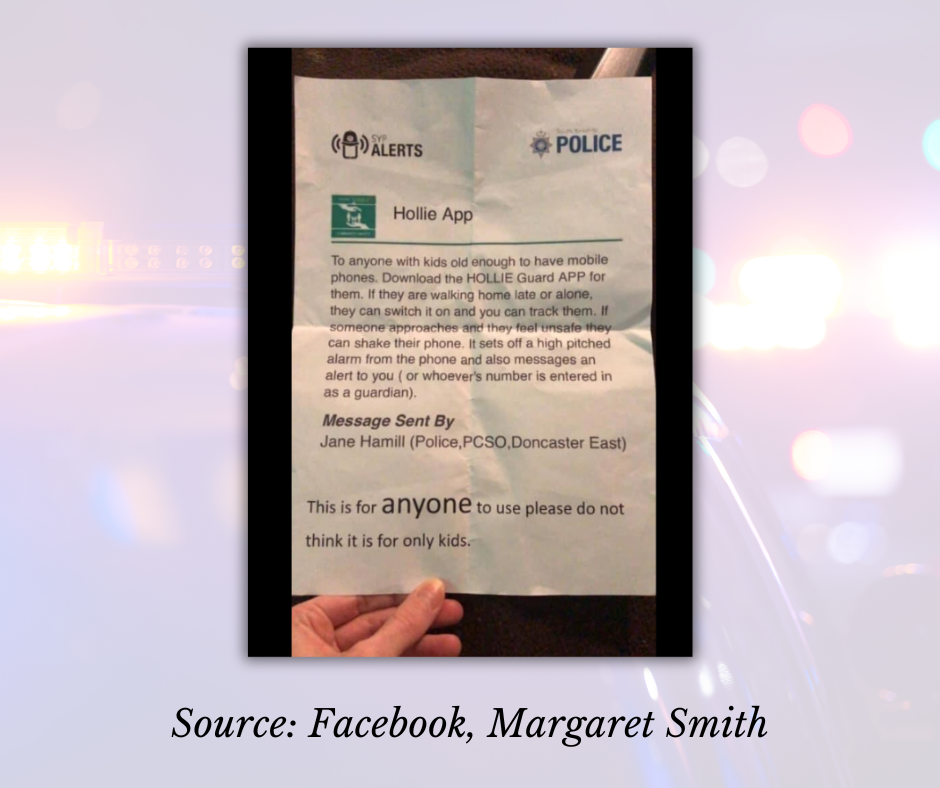 SYP
ALERTS
POLICE
Hollie App
To anyone with kids old enough to have mobile
phones. Download the HOLLIE Guard APP for
them. If they are walking home late or alone,
they can switch it on and you can track them. If
someone approaches and they feel unsafe they
can shake their phone. It sets off a high pitched
alarm from the phone and also messages an
alert to you ( or whoever's number is entered in
as a guardian).
Message Sent By
Jane Hamill (Police,PCSO,Doncaster East)
This is for anyone to use please do not
think it is for only kids.
Source: Facebook, Margaret Smith